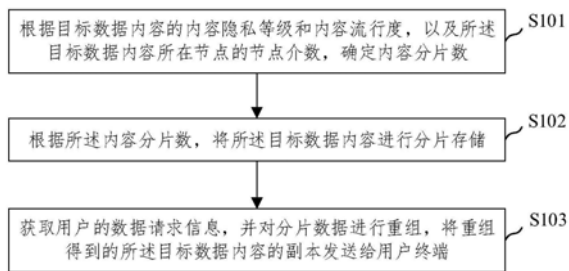 根据目标数据内容的内容隐私等级和内容流行度，以及所述
目标数据内容所在节点的节点介数，确定内容分片数
S101
根据所述内容分片数，将所述目标数据内容进行分片存储
S102
获取用户的数据请求信息，并对分片数据进行重组，将重组
得到的所述目标数据内容的副本发送给用户终端
S103